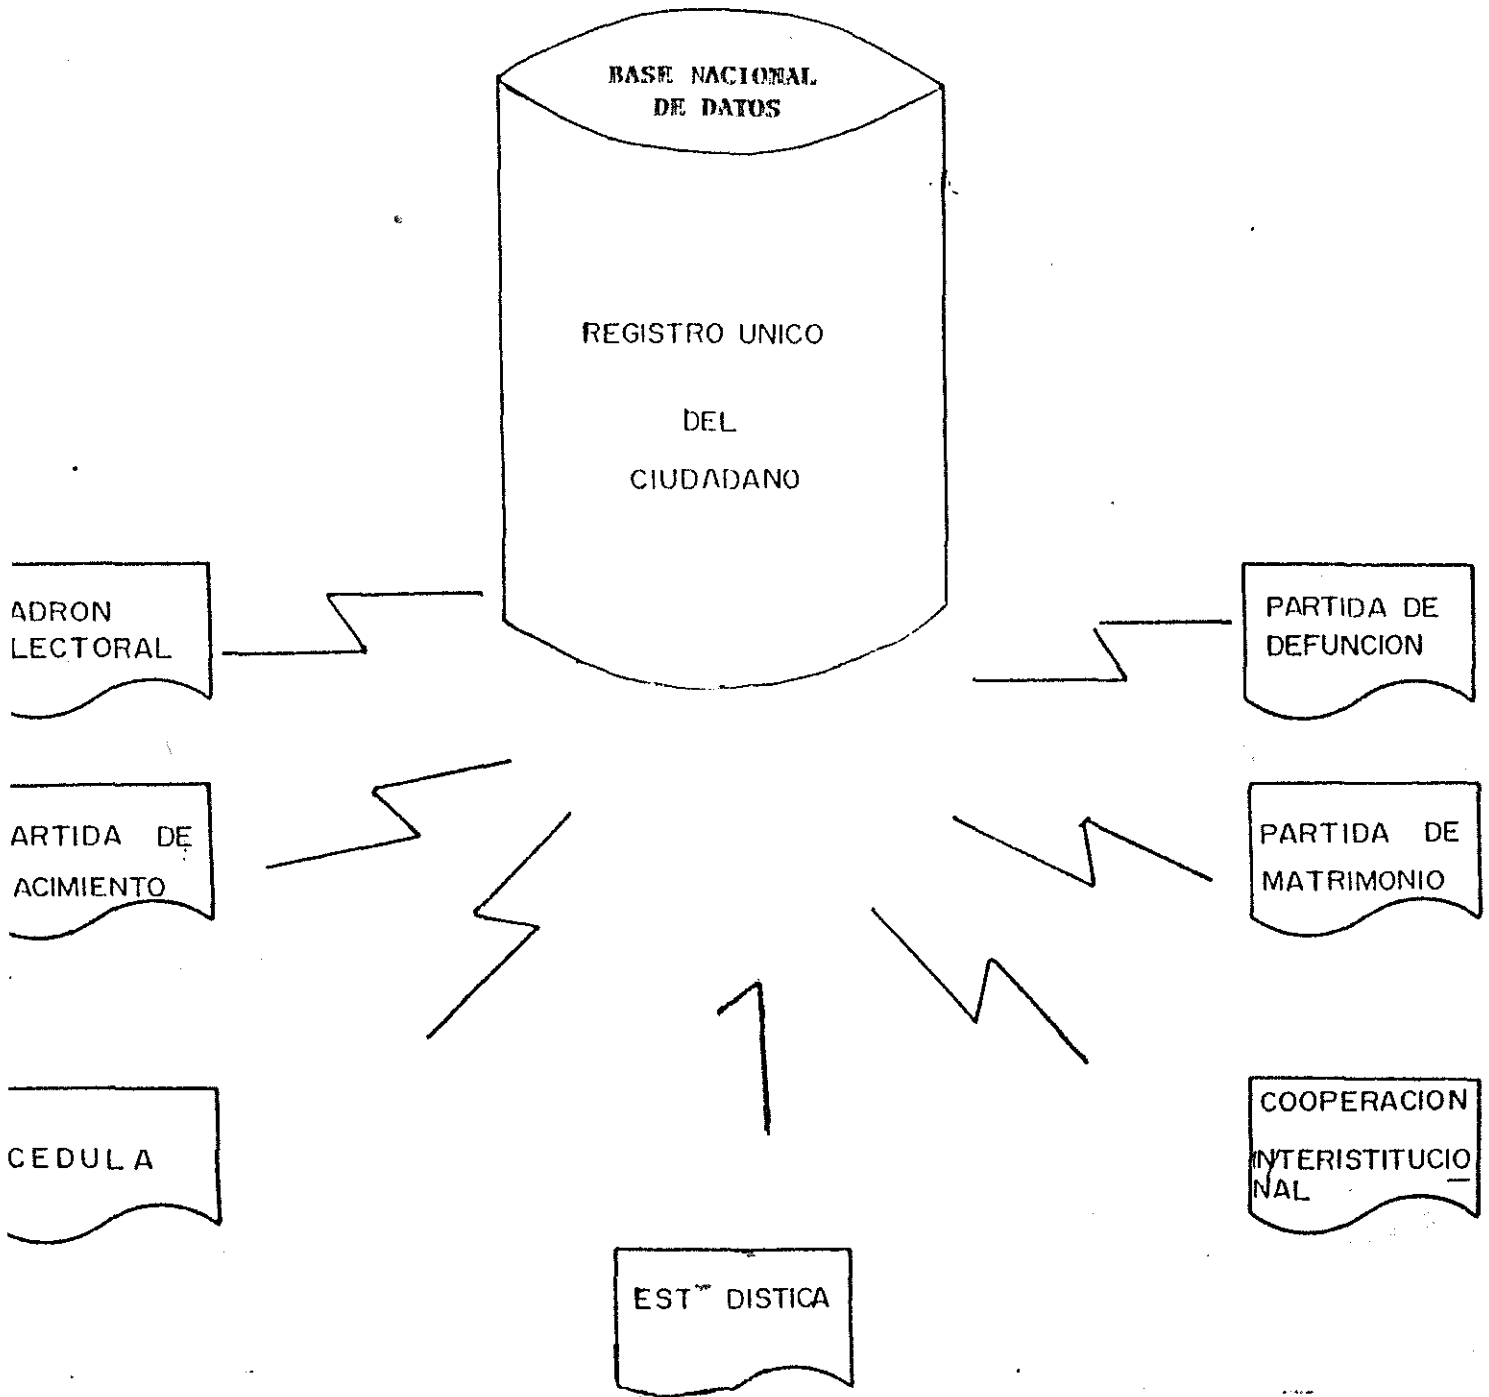 BASE NACIONAL
DE DATOS
REGISTRO UNICO
DEL
CIUDADANO
ADRON
LECTORAL
PARTIDA DE
DEFUNCION
ARTIDA DE
ACIMIENTO
PARTIDA DE
MATRIMONIO
CEDULA
COOPERACION
INTERISTITUCIO
NAL
EST DISTICA